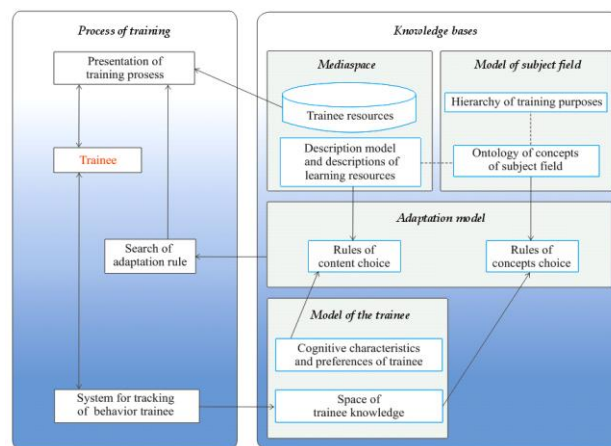 Process of training
Presentation of
training prosess
Trainee
Search of
adaptation rule
System for tracking
of behavior trainee
Knowledge bases
Mediaspace
Trainee resources
Description model
and descriptions of
learning resources
Model of subject field
Hierarchy of training purposes
Ontology of concepts
of subject field
Adaptation model
Rules of
content choice
Rules of
concepts choice
Model of the trainee
Cognitive characteristics
and preferences of trainee
Space of
trainee knowledge